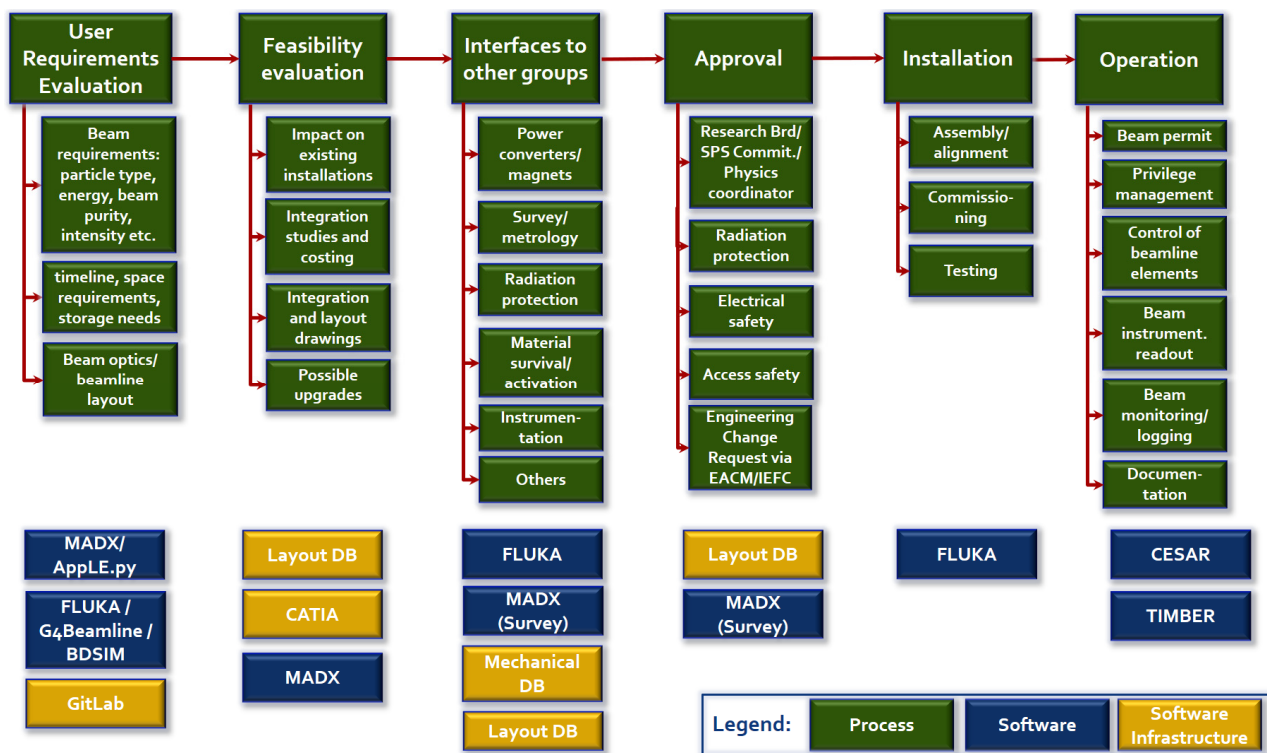 User
Requirements
Evaluation
Feasibility
evaluation
Interfaces to
other groups
Approval
Installation
Operation
Beam
requirements:
particle type,
energy, beam
purity,
intensity etc.
timeline, space
requirements,
storage needs
Beam optics/
beamline
layout
Impact on
existing
installations
Integration
studies and
costing
Integration
and layout
drawings
Possible
upgrades
Power
converters/
magnets
Survey/
metrology
Radiation
protection
Material
survival/
activation
Instrumen-
tation
Others
Research Brd/
SPS Commit./
Physics
coordinator
Radiation
protection
Electrical
safety
Access safety
Engineering
Change
Request via
EACM/IEFC
Assembly/
alignment
Commissio-
ning
Testing
Beam permit
Privilege
management
Control of
beamline
elements
Beam
instrument.
readout
Beam
monitoring/
logging
Documen-
tation
MADX/
AppLE.py
FLUKA /
G4Beamline /
BDSIM
GitLab
Layout DB
CATIA
MADX
FLUKA
MADX
(Survey)
Mechanical
DB
Layout DB
Layout DB
MADX
(Survey)
FLUKA
CESAR
TIMBER
Legend:
Process
Software
Software
Infrastructure